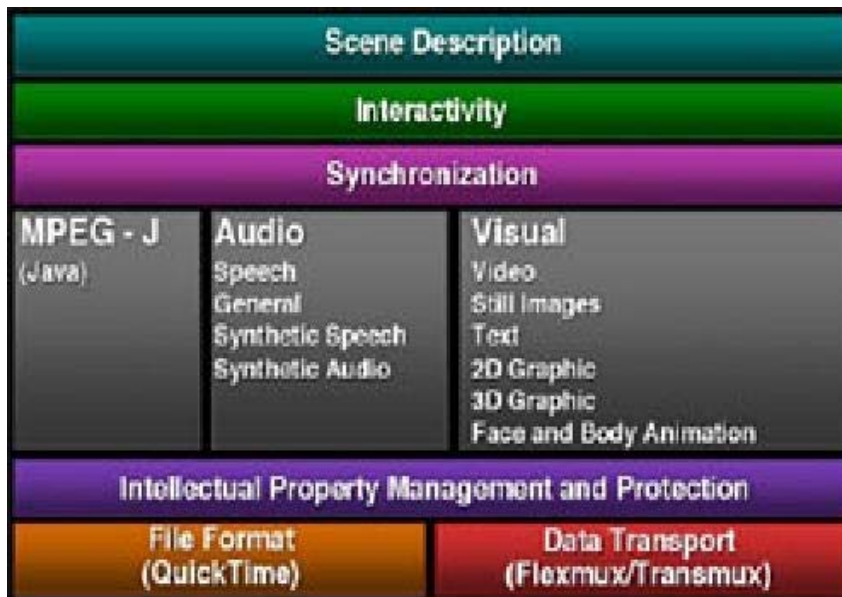 Scene Description
Interactivity
Synchronization
MPEG - J
(Java)
Audio
Speech
General
Synthetic Speech
Synthetic Audio
Visual
Video
Still Images
Text
2D Graphic
3D Graphic
Face and Body Animation
Intellectual Property Management and Protection
File Format
(QuickTime)
Data Transport
(Flexmux/Transmux)